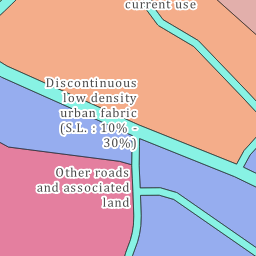 current use
Discontinuous
low density
urban fabric
(S.L. : 10% -
30%)
Other roads
and associated
land